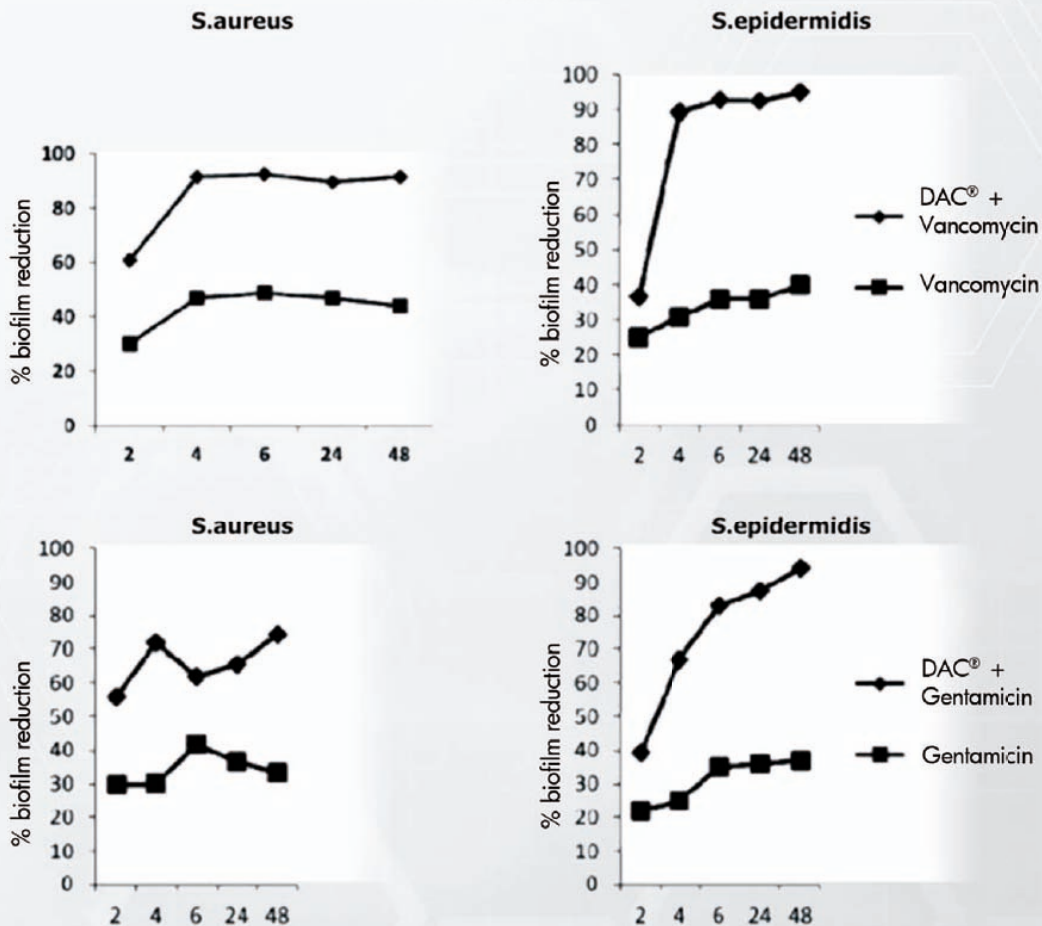 S.aureus
% biofilm reduction
100
80
60
40
20
0
2 4 6 24 48
S.epidermidis
% biofilm reduction
100
90
80
70
60
50
40
30
20
10
0
2 4 6 24 48
DAC® +
Vancomycin
Vancomycin
S.aureus
% biofilm reduction
100
90
80
70
60
50
40
30
20
10
0
2 4 6 24 48
S.epidermidis
% biofilm reduction
100
90
80
70
60
50
40
30
20
10
0
2 4 6 24 48
DAC® +
Gentamicin
Gentamicin